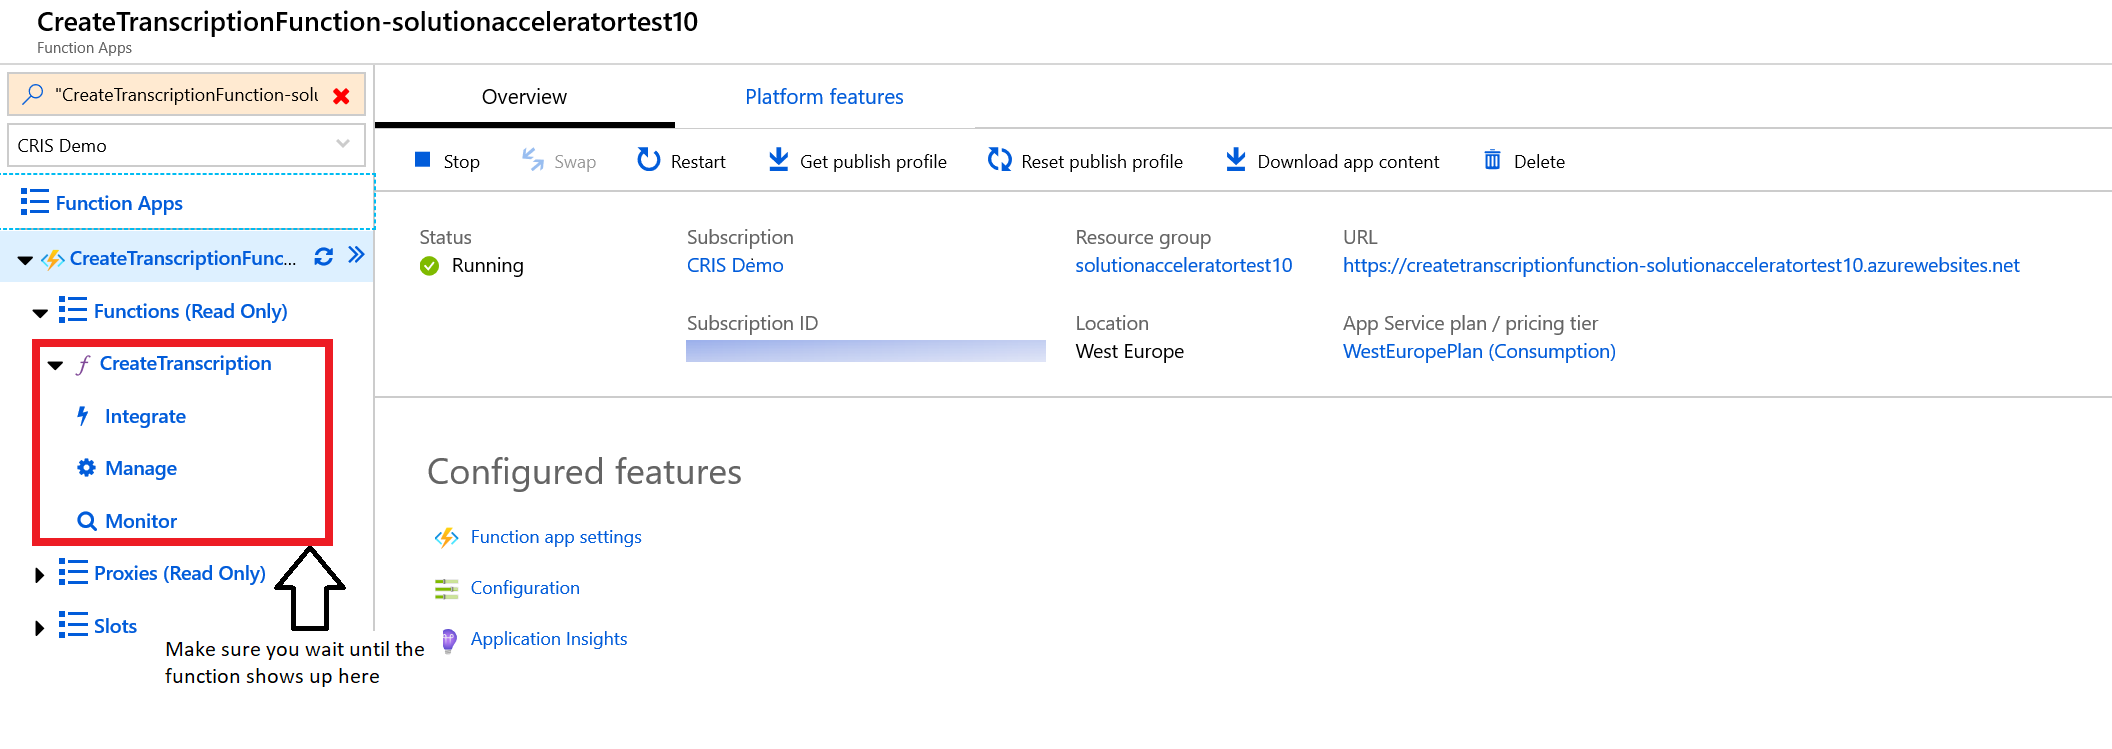 CreateTranscriptionFunction-solutionacceleratortest10
Function Apps
"CreateTranscriptionFunction-solu
CRIS Demo
Function Apps
CreateTranscriptionFunc...
Functions (Read Only)
CreateTranscription
Integrate
Manage
Monitor
Proxies (Read Only)
Slots
Make sure you wait until the
function shows up here
Overview
Platform features
Stop
Swap
Restart
Get publish profile
Reset publish profile
Download app content
Delete
Status
Running
Subscription
CRIS Demo
Resource group
solutionacceleratortest10
URL
https://createtranscriptionfunction-solutionacceleratortest10.azurewebsites.net
Subscription ID
Location
West Europe
App Service plan / pricing tier
WestEuropePlan (Consumption)
Configured features
Function app settings
Configuration
Application Insights